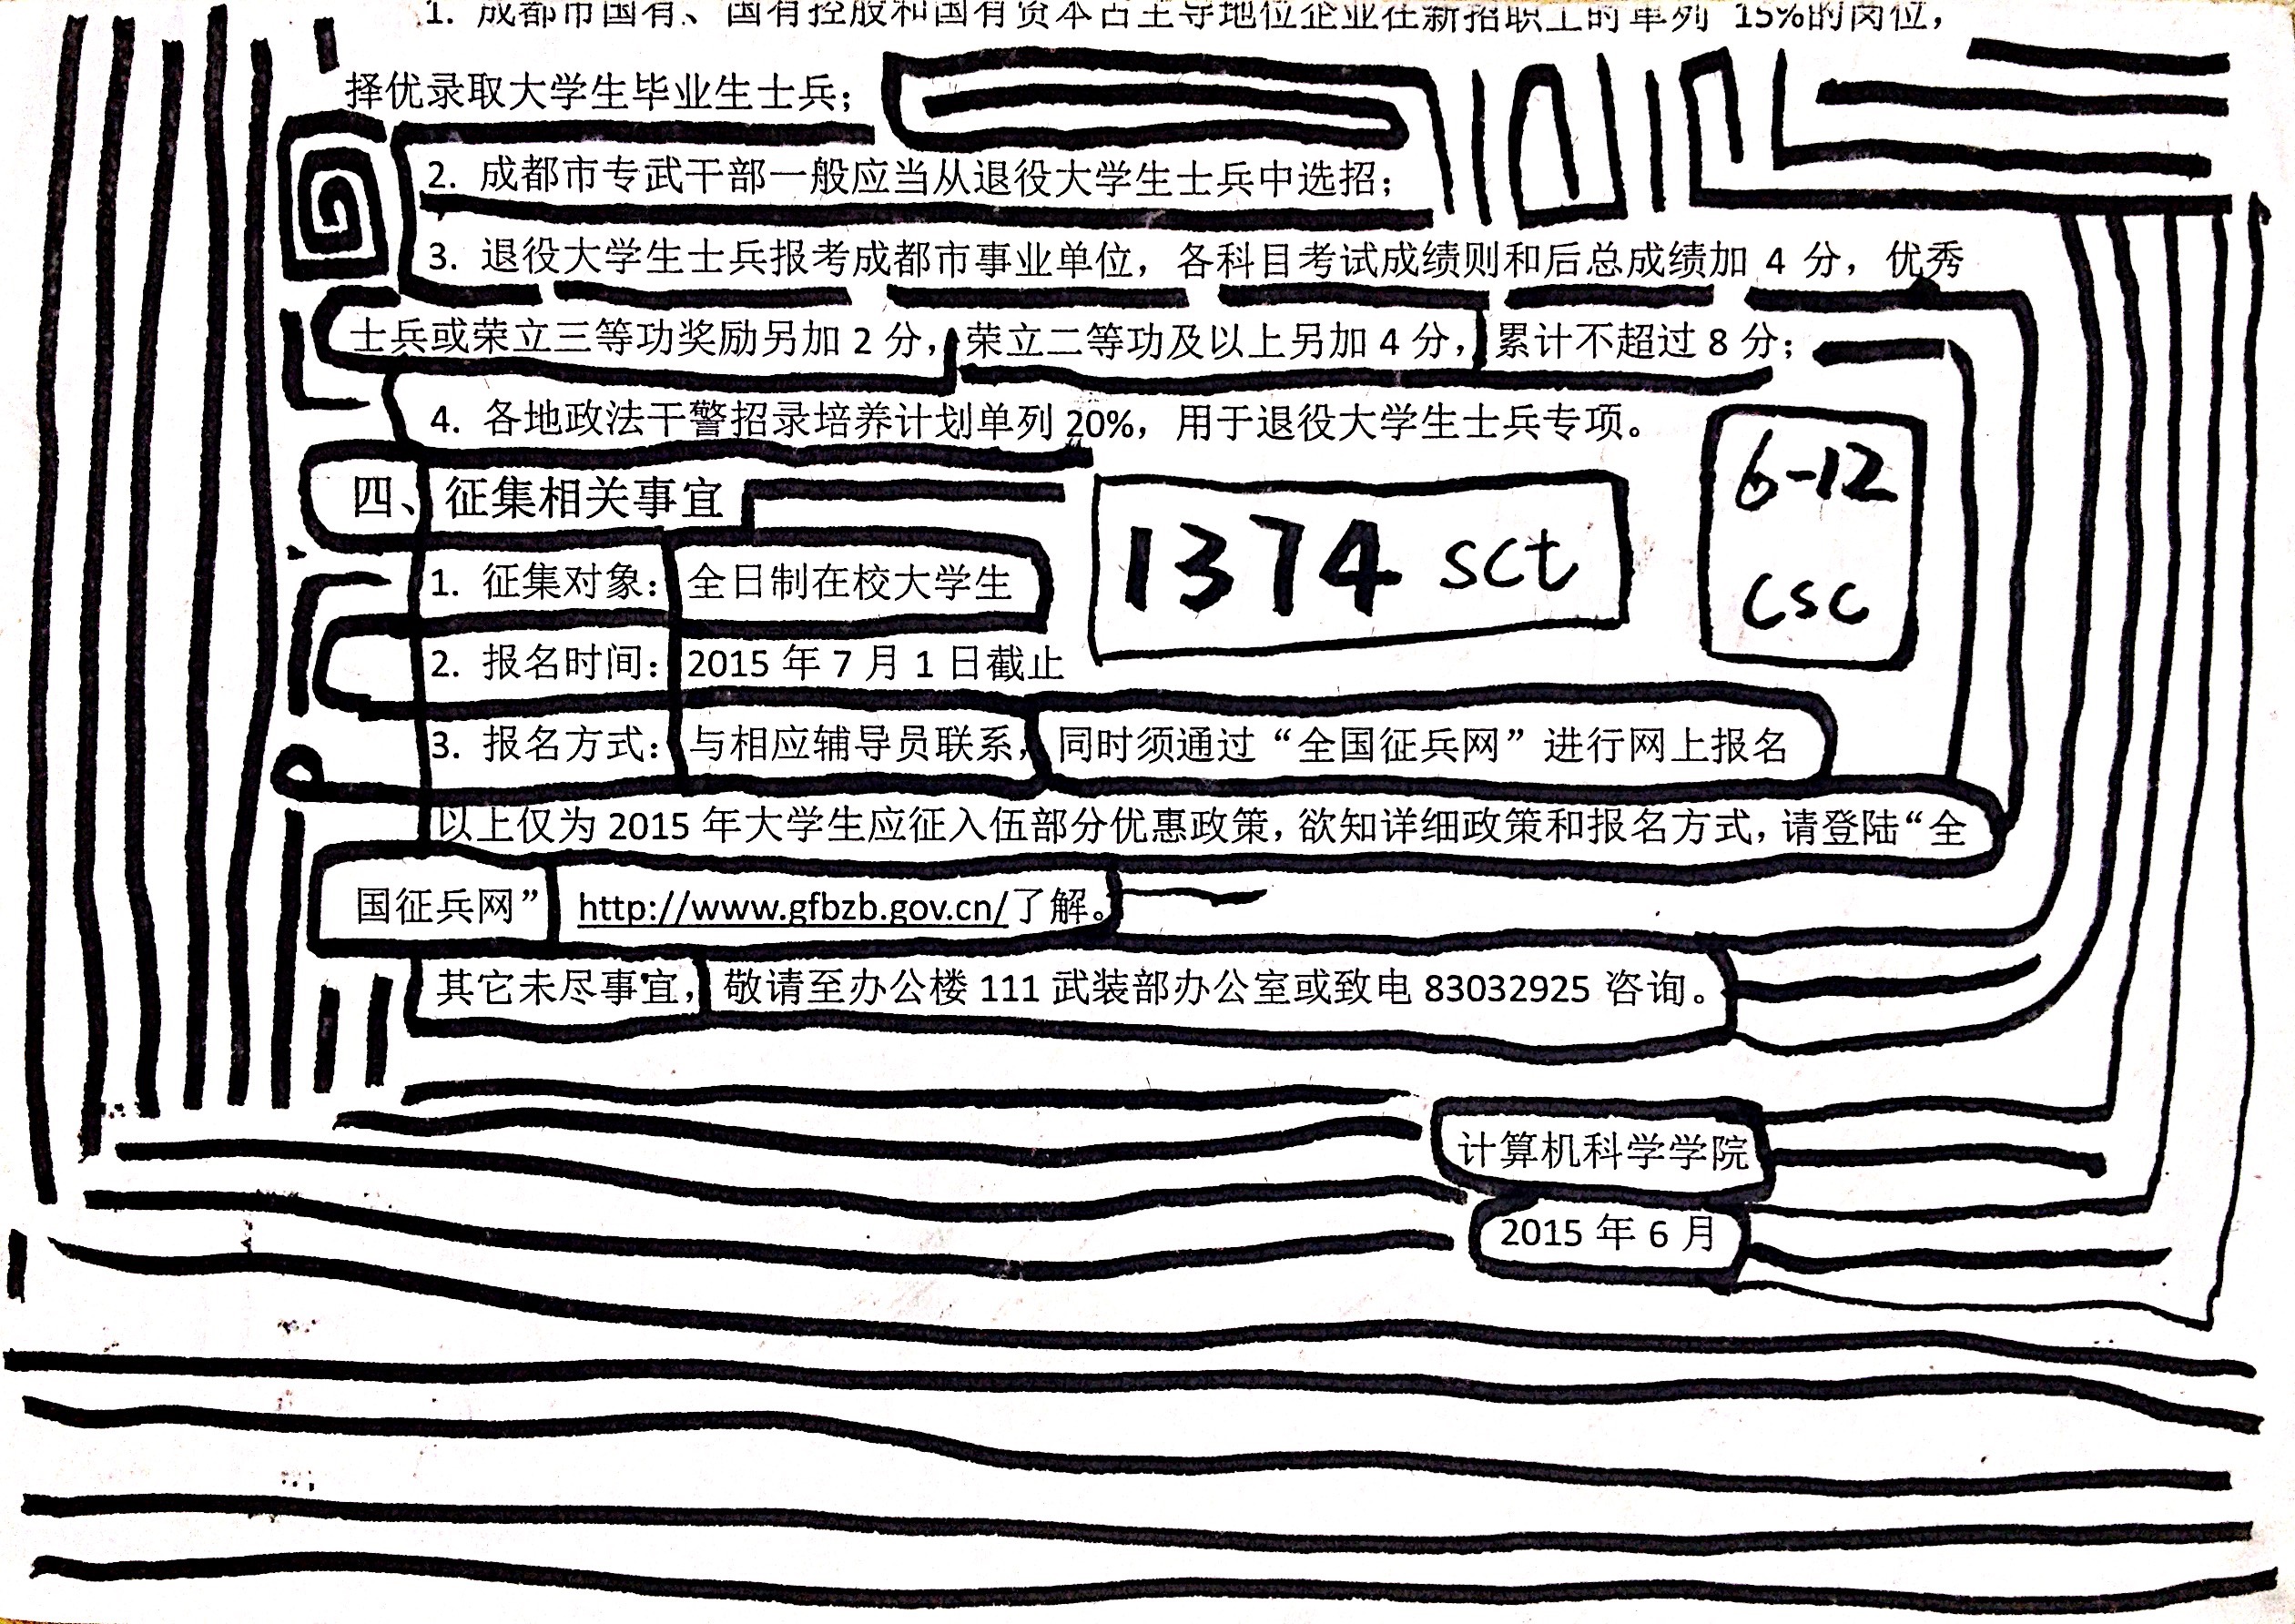 1. 成都市国有、国有控股和国有资本占主导地位企业在新招职工时单列 15%的岗位，
择优录取大学生毕业生士兵；
2. 成都市专武干部一般应当从退役大学生士兵中选招；
3. 退役大学生士兵报考成都市事业单位，各科目考试成绩则和后总成绩加 4 分，优秀
士兵或荣立三等功奖励另加 2 分，荣立二等功及以上另加 4 分，累计不超过 8 分；
4. 各地政法干警招录培养计划单列 20%，用于退役大学生士兵专项。
四、征集相关事宜
1. 征集对象：全日制在校大学生
2. 报名时间：2015 年 7 月 1 日截止
3. 报名方式：与相应辅导员联系，同时须通过“全国征兵网”进行网上报名
以上仅为 2015 年大学生应征入伍部分优惠政策，欲知详细政策和报名方式，请登陆“全
国征兵网” http://www.gfbzb.gov.cn/了解。
其它未尽事宜，敬请至办公楼 111 武装部办公室或致电 83032925 咨询。
计算机科学学院
2015 年 6 月
1374 sct
6-12
csc